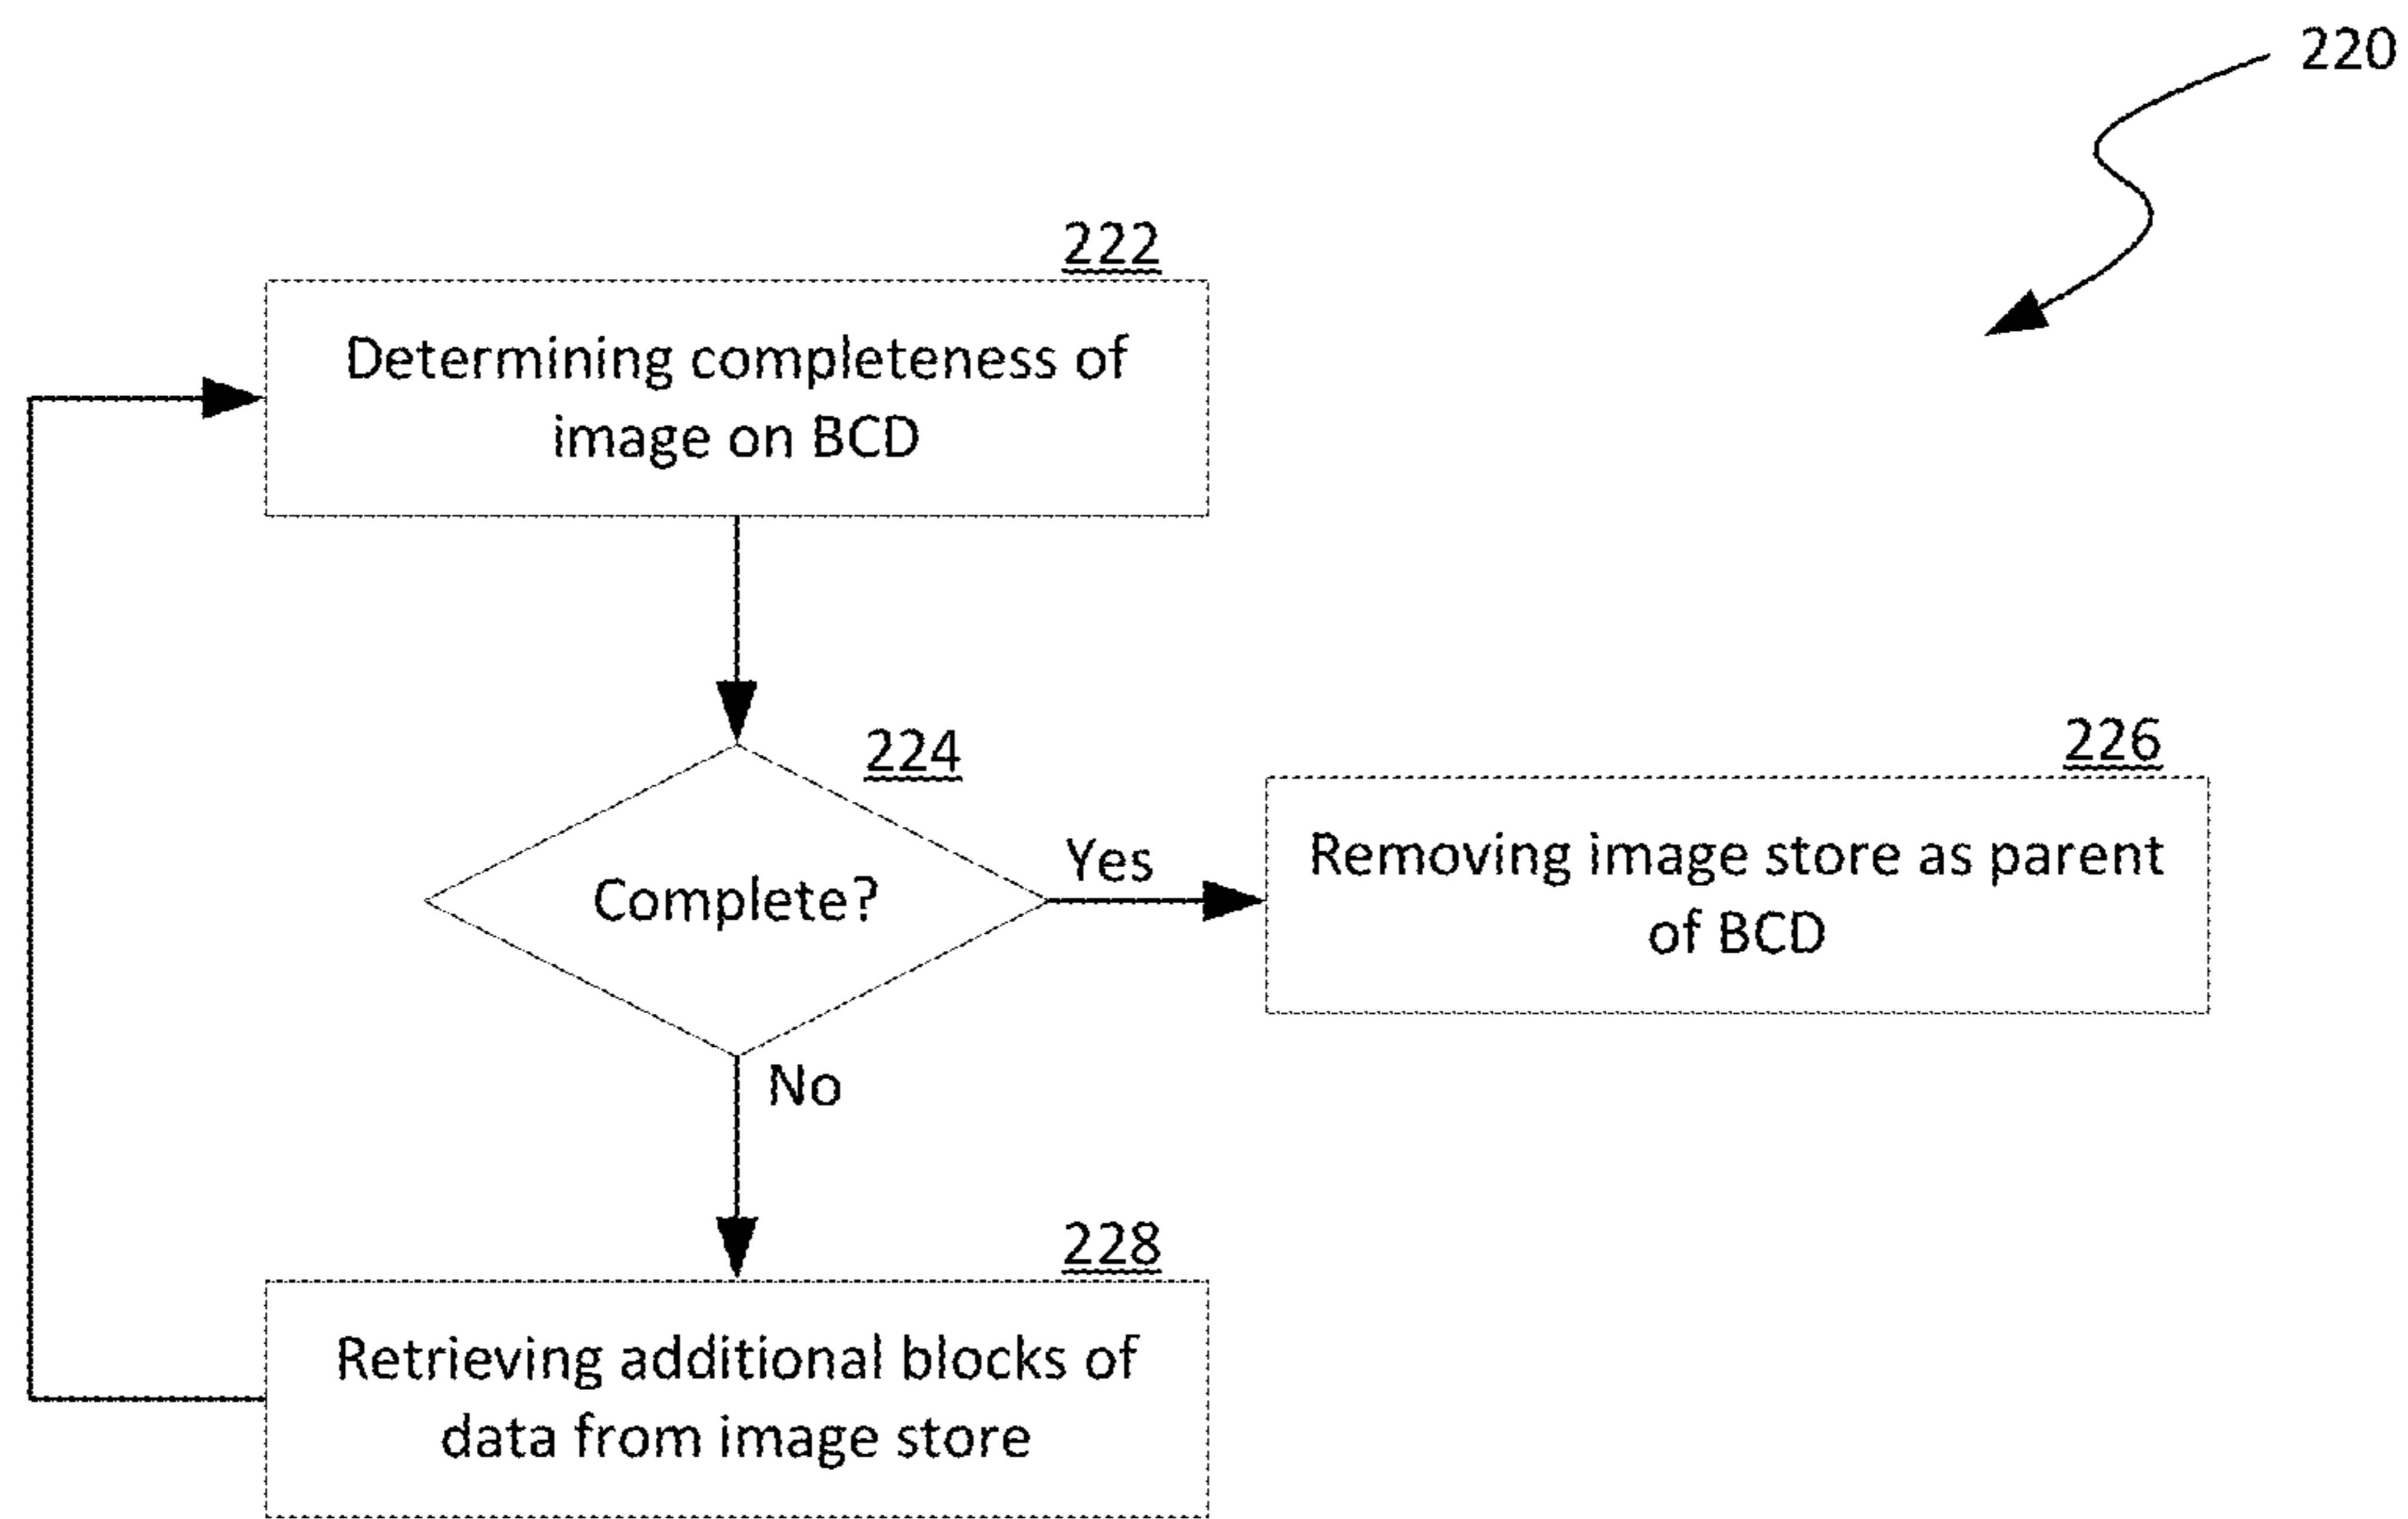 220
222
Determining completeness of
image on BCD
224
Complete?
Yes
226
Removing image store as parent
of BCD
No
228
Retrieving additional blocks of
data from image store